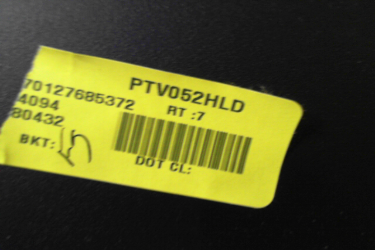 PTV052HLD
70127685372 RT :7
4094
80432
BKT:
DOT CL: